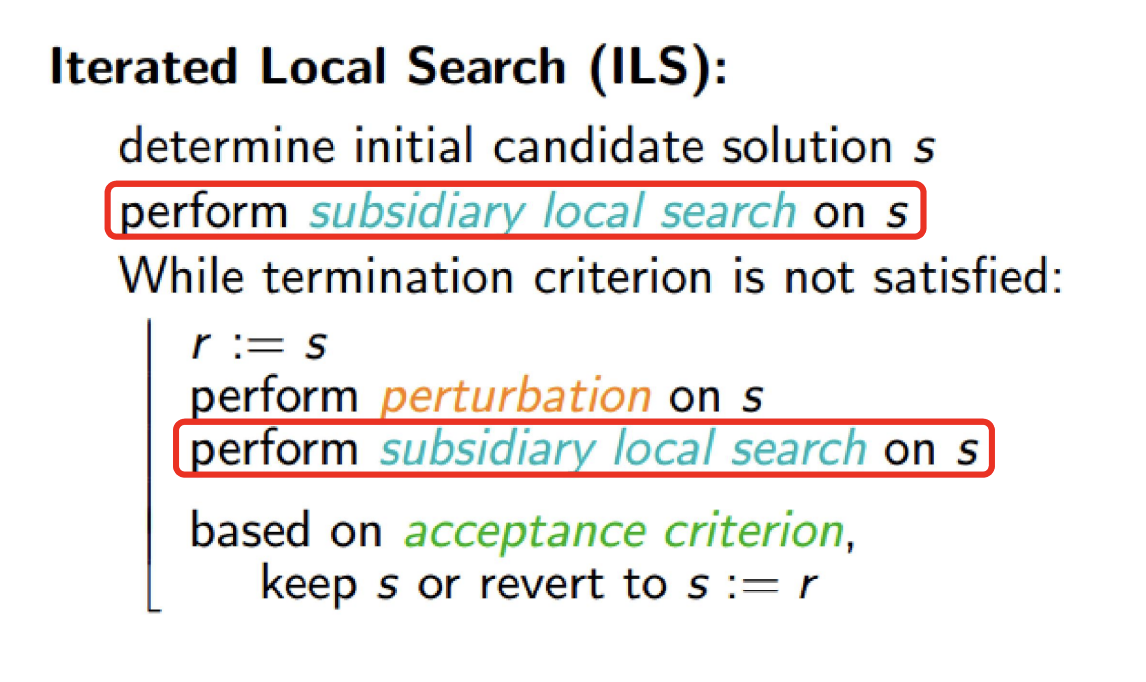 Iterated Local Search (ILS):
determine initial candidate solution s
perform subsidiary local search on s
While termination criterion is not satisfied:
r := s
perform perturbation on s
perform subsidiary local search on s
based on acceptance criterion,
keep s or revert to s := r